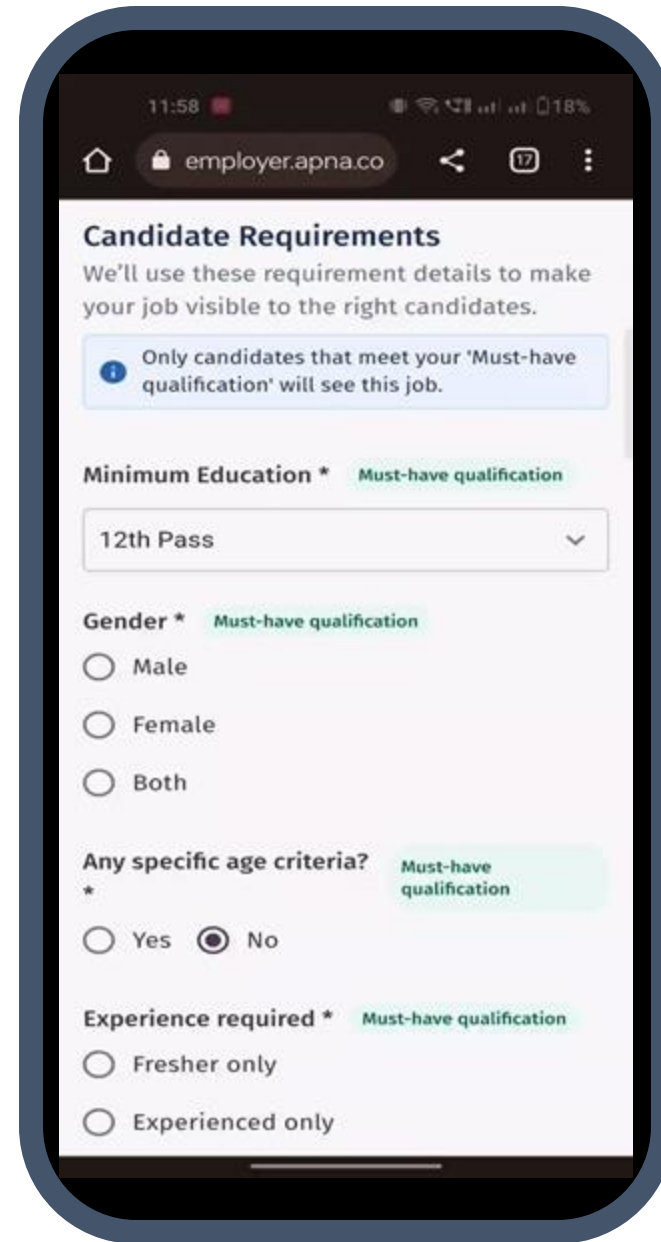 11:58
18%
employer.apna.co
17
Candidate Requirements
We'll use these requirement details to make
your job visible to the right candidates.
Only candidates that meet your 'Must-have
qualification' will see this job.
Minimum Education * Must-have qualification
12th Pass
Gender * Must-have qualification
Male
Female
Both
Any specific age criteria?
*
Must-have
qualification
Yes No
Experience required * Must-have qualification
Fresher only
Experienced only